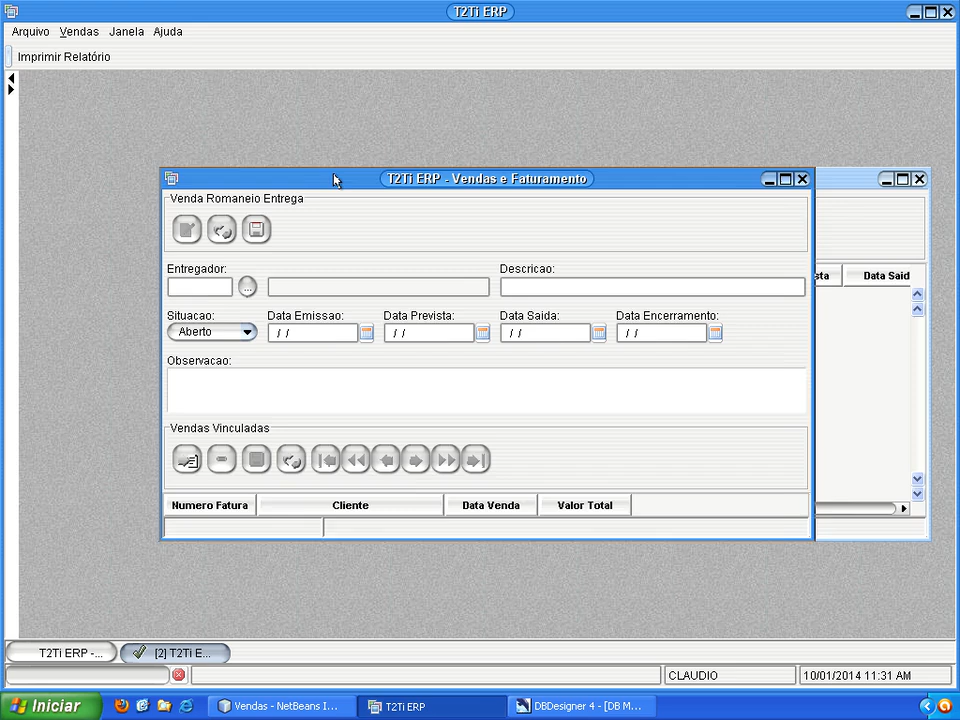 T2Ti ERP
Arquivo Vendas Janela Ajuda
Imprimir Relatório
T2Ti ERP - Vendas e Faturamento
Venda Romaneio Entrega
Entregador: Descricao:
...
sta Data Said
Situacao: Data Emissao: Data Prevista: Data Saida: Data Encerramento:
Aberto / / / / / / / /
Observacao:
Vendas Vinculadas
Numero Fatura Cliente Data Venda Valor Total
T2Ti ERP -... [2] T2Ti E...
CLAUDIO 10/01/2014 11:31 AM
Iniciar Vendas - NetBeans I... T2Ti ERP DBDesigner 4 - [DB M...